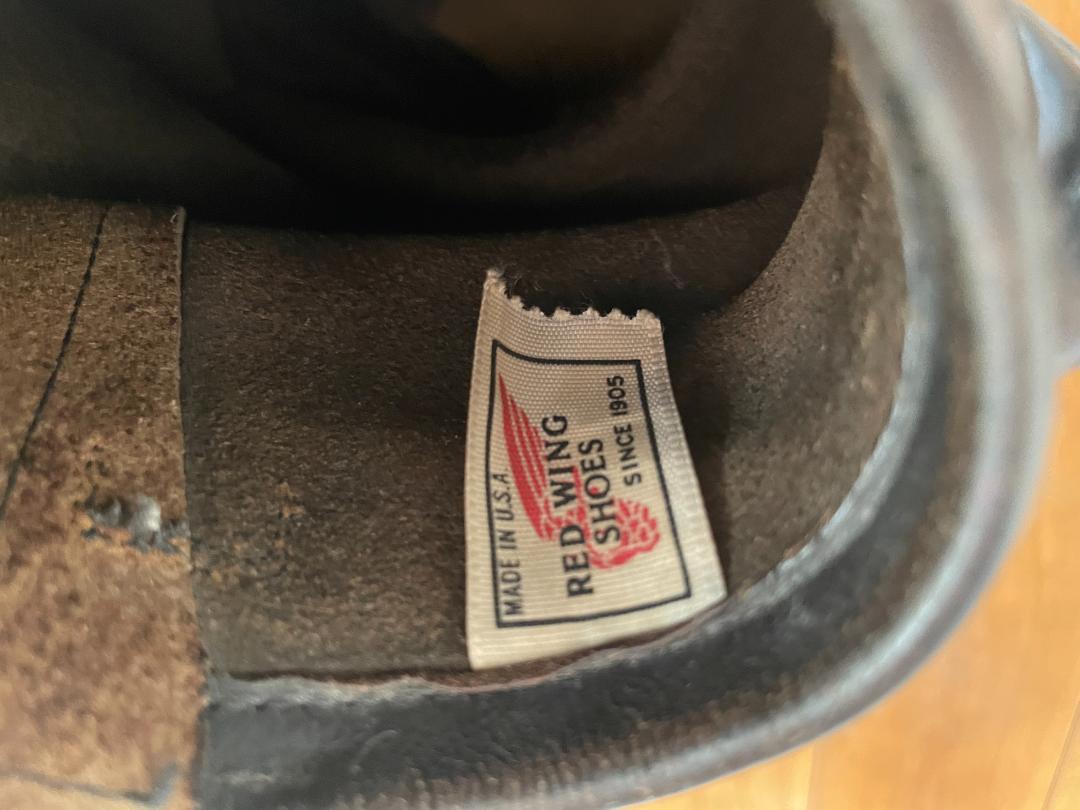 MADE IN U.S.A.
RED WING
SHOES
SINCE 1905